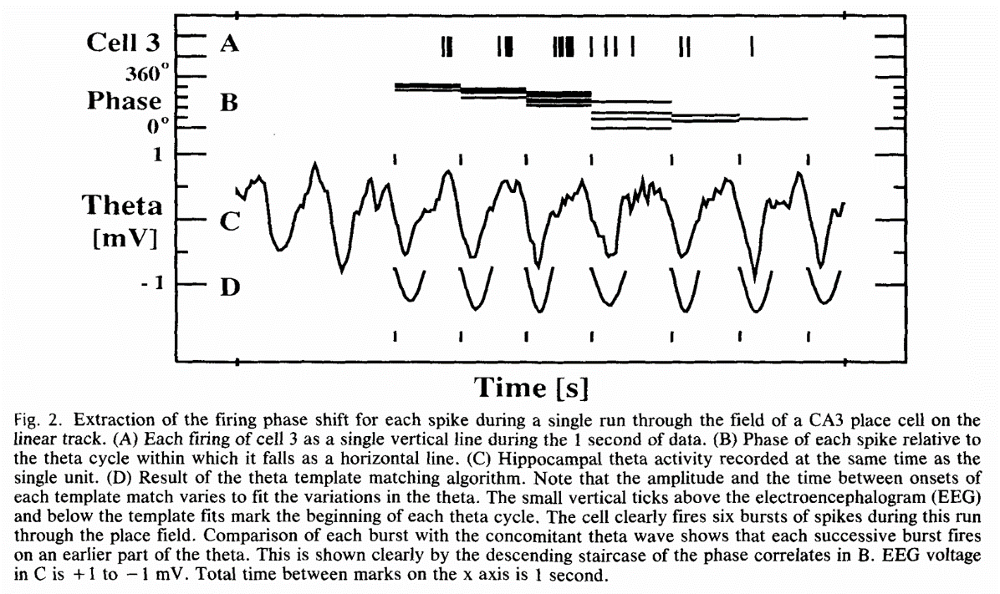 Cell 3 A
360°
Phase B
0°
1
Theta
[mV] C
- 1 D
Time [s]
Fig. 2. Extraction of the firing phase shift for each spike during a single run through the field of a CA3 place cell on the
linear track. (A) Each firing of cell 3 as a single vertical line during the 1 second of data. (B) Phase of each spike relative to
the theta cycle within which it falls as a horizontal line. (C) Hippocampal theta activity recorded at the same time as the
single unit. (D) Result of the theta template matching algorithm. Note that the amplitude and the time between onsets of
each template match varies to fit the variations in the theta. The small vertical ticks above the electroencephalogram (EEG)
and below the template fits mark the beginning of each theta cycle. The cell clearly fires six bursts of spikes during this run
through the place field. Comparison of each burst with the concomitant theta wave shows that each successive burst fires
on an earlier part of the theta. This is shown clearly by the descending staircase of the phase correlates in B. EEG voltage
in C is +1 to −1 mV. Total time between marks on the x axis is 1 second.